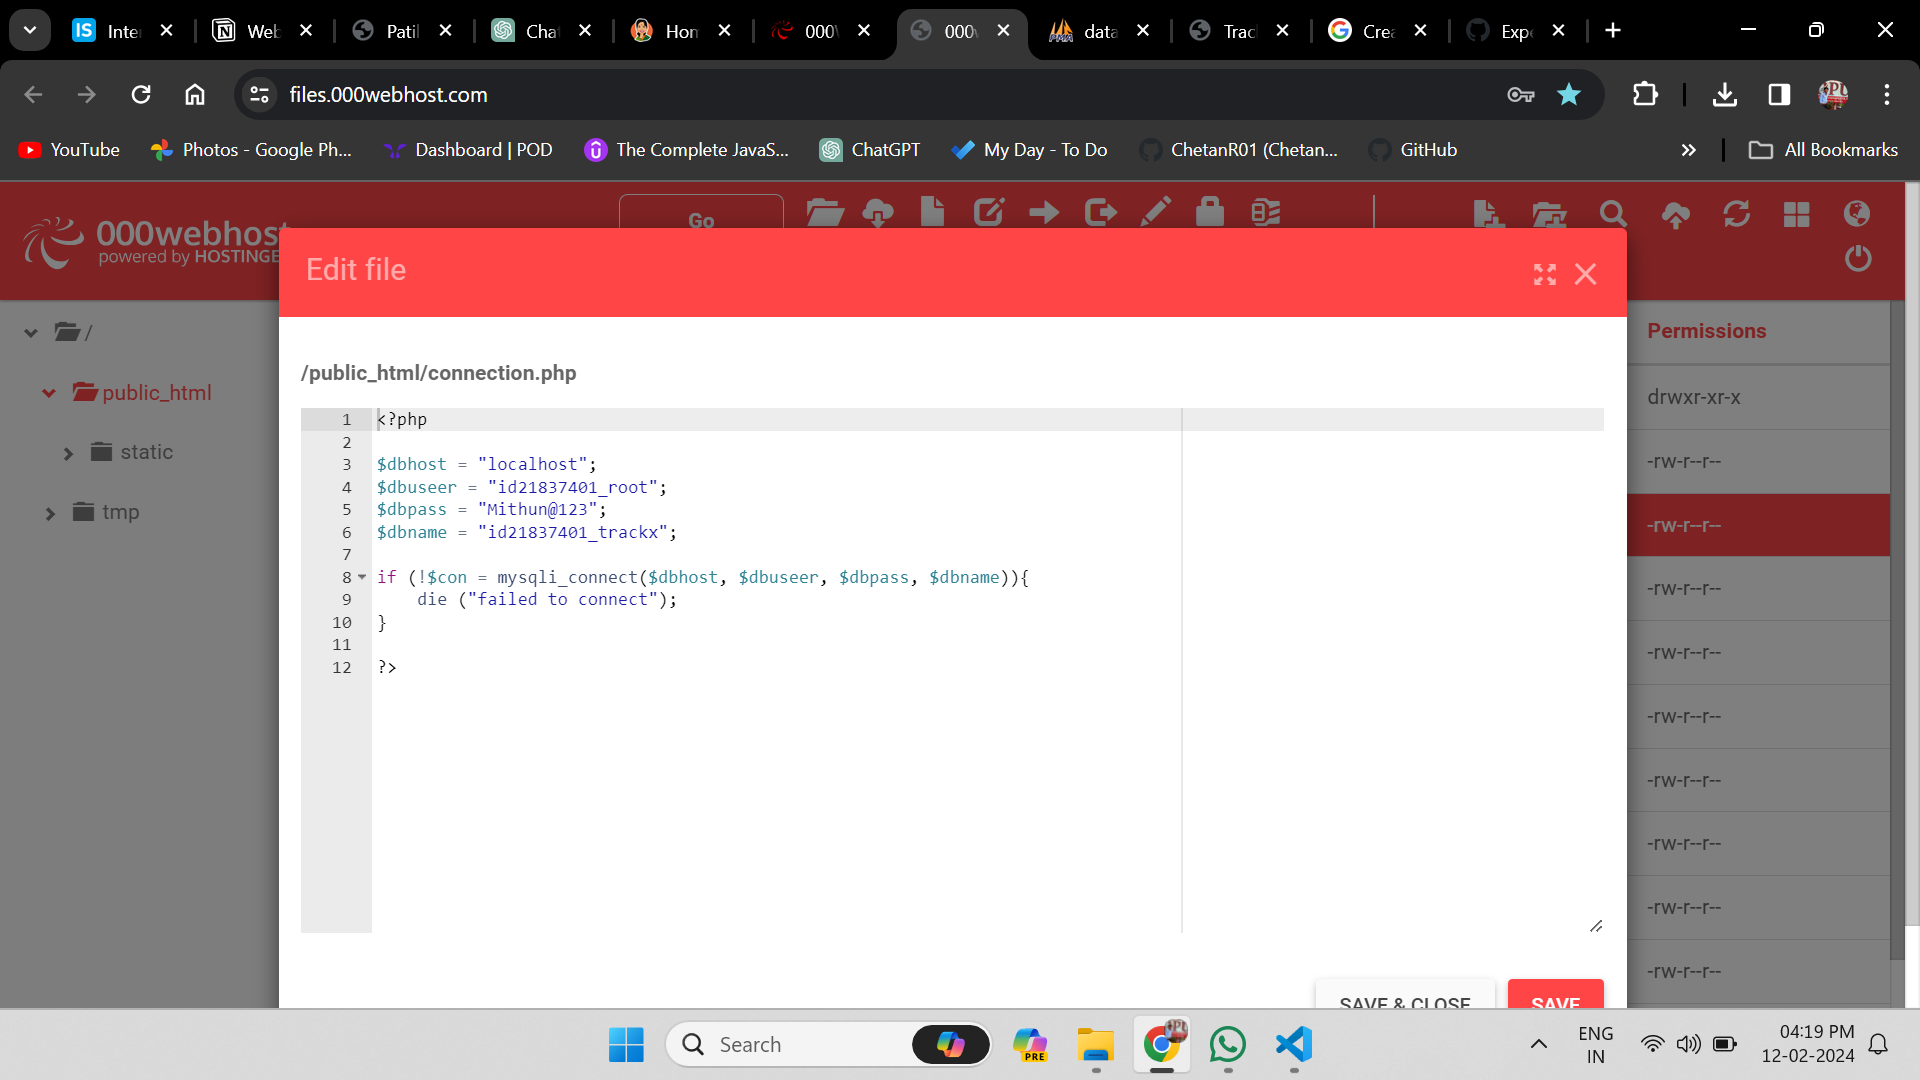 Inte
Web
Patil
Cha
Hon
000
000
data
Trac
Crea
Expe
files.000webhost.com
YouTube
Photos - Google Ph...
Dashboard | POD
The Complete JavaS...
ChatGPT
My Day - To Do
ChetanR01 (Chetan...
GitHub
All Bookmarks
000webhost
powered by HOSTINGE
Go
Edit file
/
public_html
static
tmp
Permissions
drwxr-xr-x
-rw-r--r--
-rw-r--r--
-rw-r--r--
-rw-r--r--
-rw-r--r--
-rw-r--r--
-rw-r--r--
-rw-r--r--
-rw-r--r--
/public_html/connection.php
1 <?php
2
3 $dbhost = "localhost";
4 $dbuseer = "id21837401_root";
5 $dbpass = "Mithun@123";
6 $dbname = "id21837401_trackx";
7
8 if (!$con = mysqli_connect($dbhost, $dbuseer, $dbpass, $dbname)){
9 die ("failed to connect");
10 }
11
12 ?>
SAVE & CLOSE
SAVE
Search
PRE
ENG
IN
04:19 PM
12-02-2024